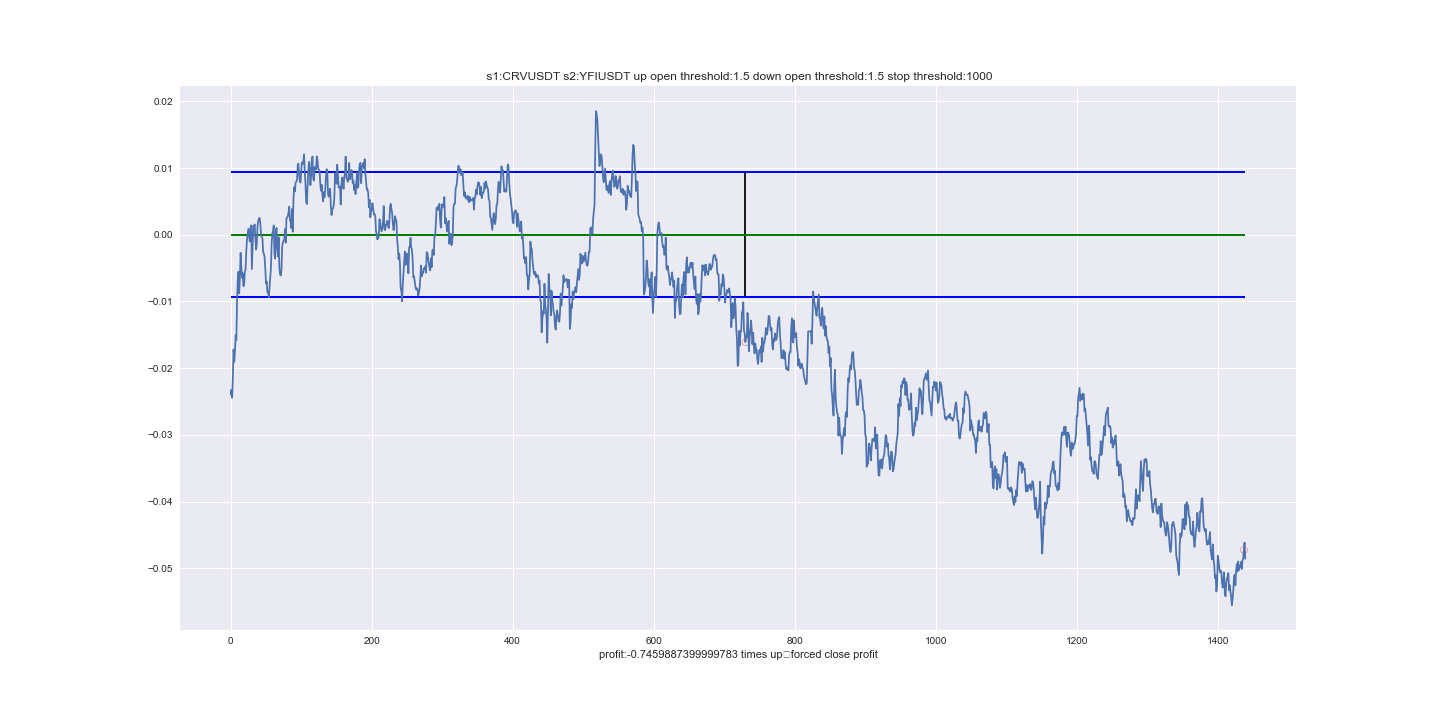 s1:CRVUSDT s2:YFIUSDT up open threshold:1.5 down open threshold:1.5 stop threshold:1000
0.02
0.01
0.00
−0.01
−0.02
−0.03
−0.04
−0.05
0 200 400 600 800 1000 1200 1400
profit:-0.7459887399999783 times up□forced close profit